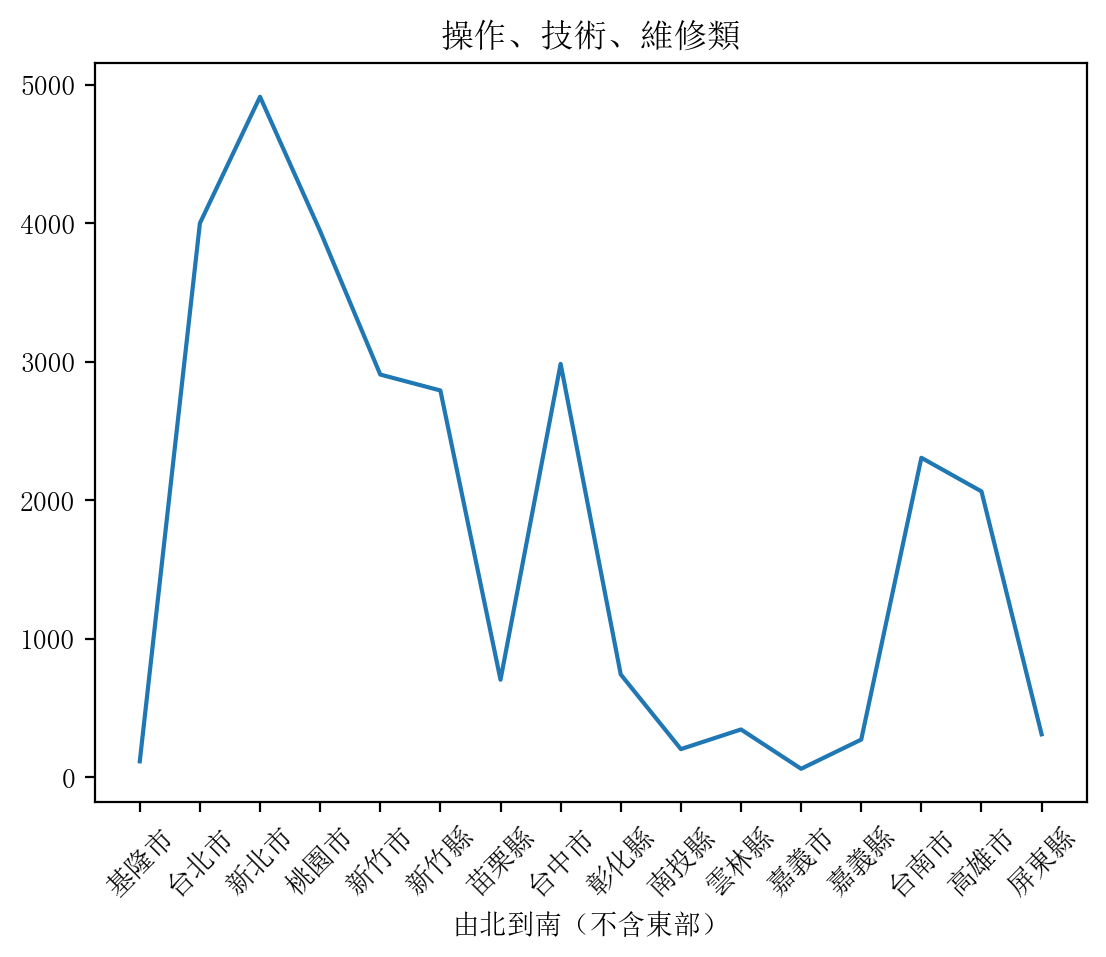 操作、技術、維修類
5000
4000
3000
2000
1000
0
基隆市
台北市
新北市
桃園市
新竹市
新竹縣
苗栗縣
台中市
彰化縣
南投縣
雲林縣
嘉義市
嘉義縣
台南市
高雄市
屏東縣
由北到南（不含東部）